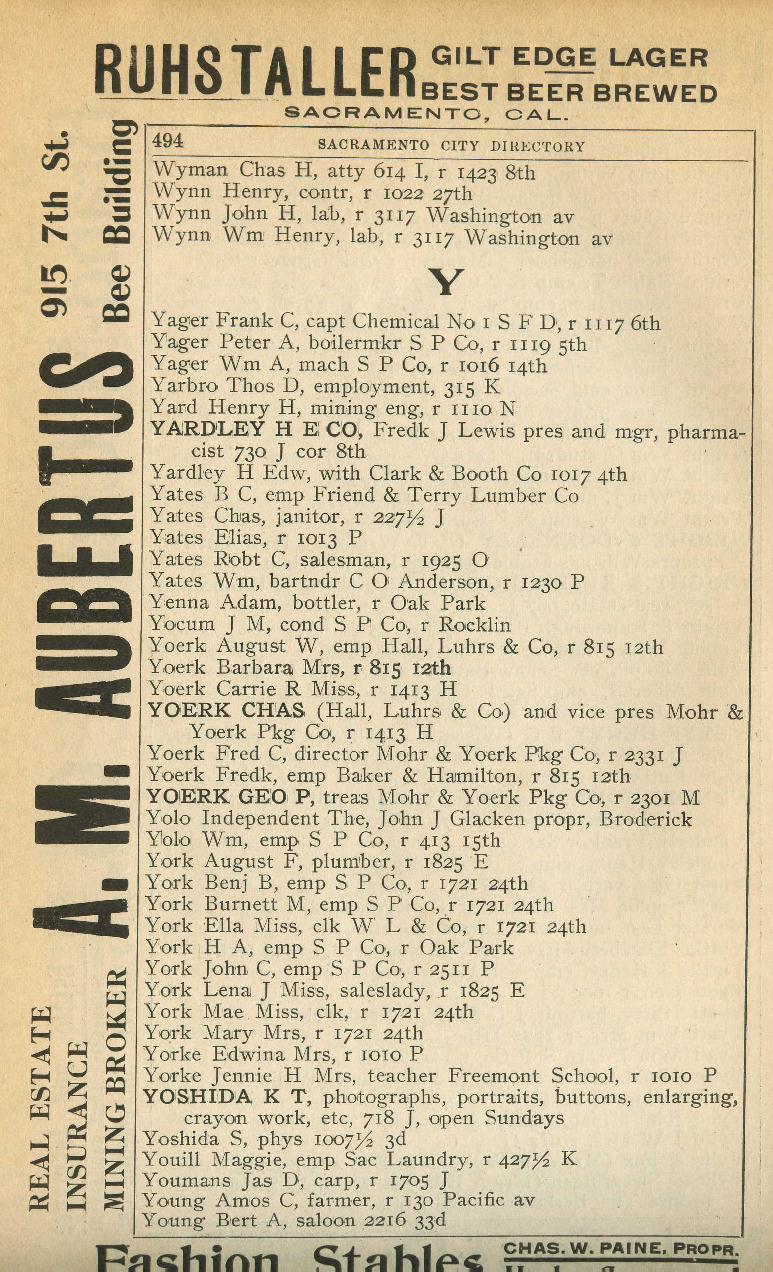 RUHSTALLER GILT EDGE LAGER
BEST BEER BREWED
SACRAMENTO, CAL.
A. M. AUBERTUS 915 7th St.
Bee Building
REAL ESTATE
INSURANCE
MINING BROKER
494 SACRAMENTO CITY DIRECTORY
Wyman Chas H, atty 614 I, r 1423 8th
Wynn Henry, contr, r 1022 27th
Wynn John H, lab, r 3117 Washington av
Wynn Wm Henry, lab, r 3117 Washington av
Y
Yager Frank C, capt Chemical No 1 S F D, r 1117 6th
Yager Peter A, boilermkr S P Co, r 1119 5th
Yager Wm A, mach S P Co, r 1016 14th
Yarbro Thos D, employment, 315 K
Yard Henry H, mining eng, r 1110 N
YARDLEY H E CO, Fredk J Lewis pres and mgr, pharma-
cist 730 J cor 8th
Yardley H Edw, with Clark & Booth Co 1017 4th
Yates B C, emp Friend & Terry Lumber Co
Yates Chas, janitor, r 227½ J
Yates Elias, r 1013 P
Yates Robt C, salesman, r 1925 O
Yates Wm, bartndr C O Anderson, r 1230 P
Yenna Adam, bottler, r Oak Park
Yocum J M, cond S P Co, r Rocklin
Yoerk August W, emp Hall, Luhrs & Co, r 815 12th
Yoerk Barbara Mrs, r 815 12th
Yoerk Carrie R Miss, r 1413 H
YOERK CHAS (Hall, Luhrs & Co) and vice pres Mohr &
Yoerk Pkg Co, r 1413 H
Yoerk Fred C, director Mohr & Yoerk Pkg Co, r 2331 J
Yoerk Fredk, emp Baker & Hamilton, r 815 12th
YOERK GEO P, treas Mohr & Yoerk Pkg Co, r 2301 M
Yolo Independent The, John J Glacken propr, Broderick
Yolo Wm, emp S P Co, r 413 15th
York August F, plumber, r 1825 E
York Benj B, emp S P Co, r 1721 24th
York Burnett M, emp S P Co, r 1721 24th
York Ella Miss, clk W L & Co, r 1721 24th
York H A, emp S P Co, r Oak Park
York John C, emp S P Co, r 2511 P
York Lena J Miss, saleslady, r 1825 E
York Mae Miss, clk, r 1721 24th
York Mary Mrs, r 1721 24th
Yorke Edwina Mrs, r 1010 P
Yorke Jennie H Mrs, teacher Freemont School, r 1010 P
YOSHIDA K T, photographs, portraits, buttons, enlarging,
crayon work, etc, 718 J, open Sundays
Yoshida S, phys 1007½ 3d
Youill Maggie, emp Sac Laundry, r 427½ K
Youmans Jas D, carp, r 1705 J
Young Amos C, farmer, r 130 Pacific av
Young Bert A, saloon 2216 33d
Fashion Stables CHAS. W. PAINE, PROPR.